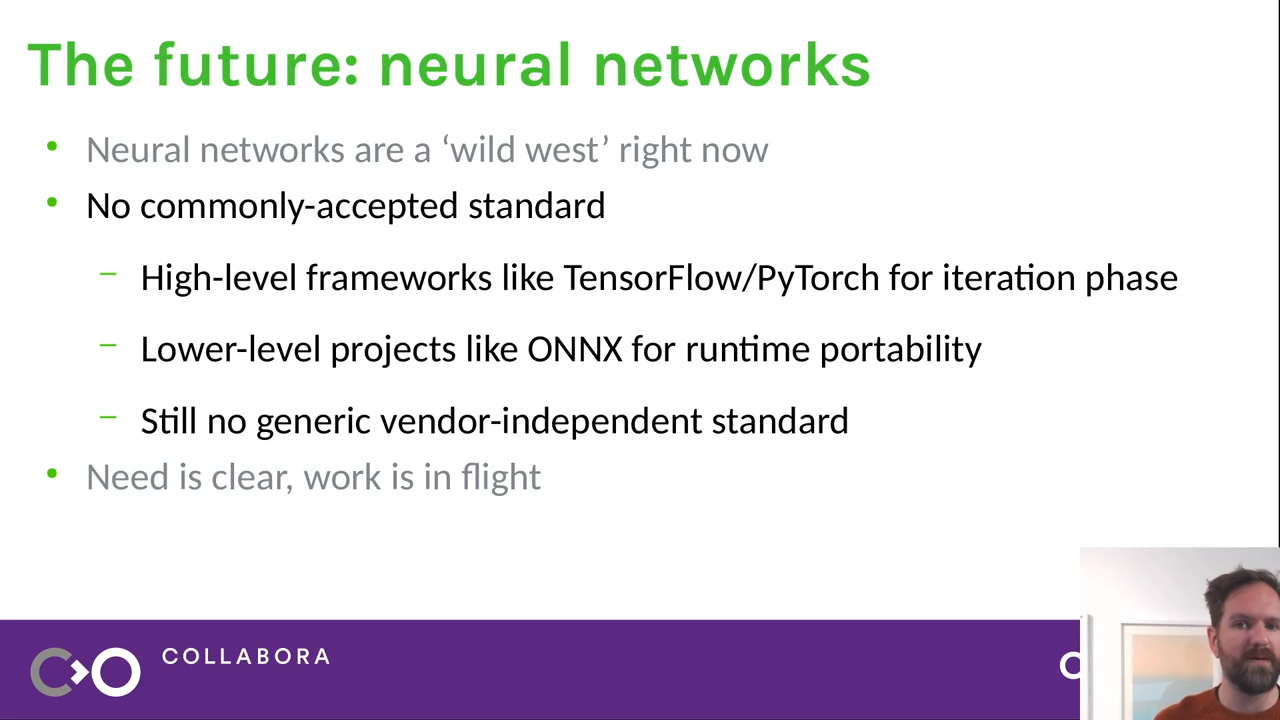 The future: neural networks
• Neural networks are a ‘wild west’ right now
• No commonly-accepted standard
– High-level frameworks like TensorFlow/PyTorch for iteration phase
– Lower-level projects like ONNX for runtime portability
– Still no generic vendor-independent standard
• Need is clear, work is in flight
COLLABORA